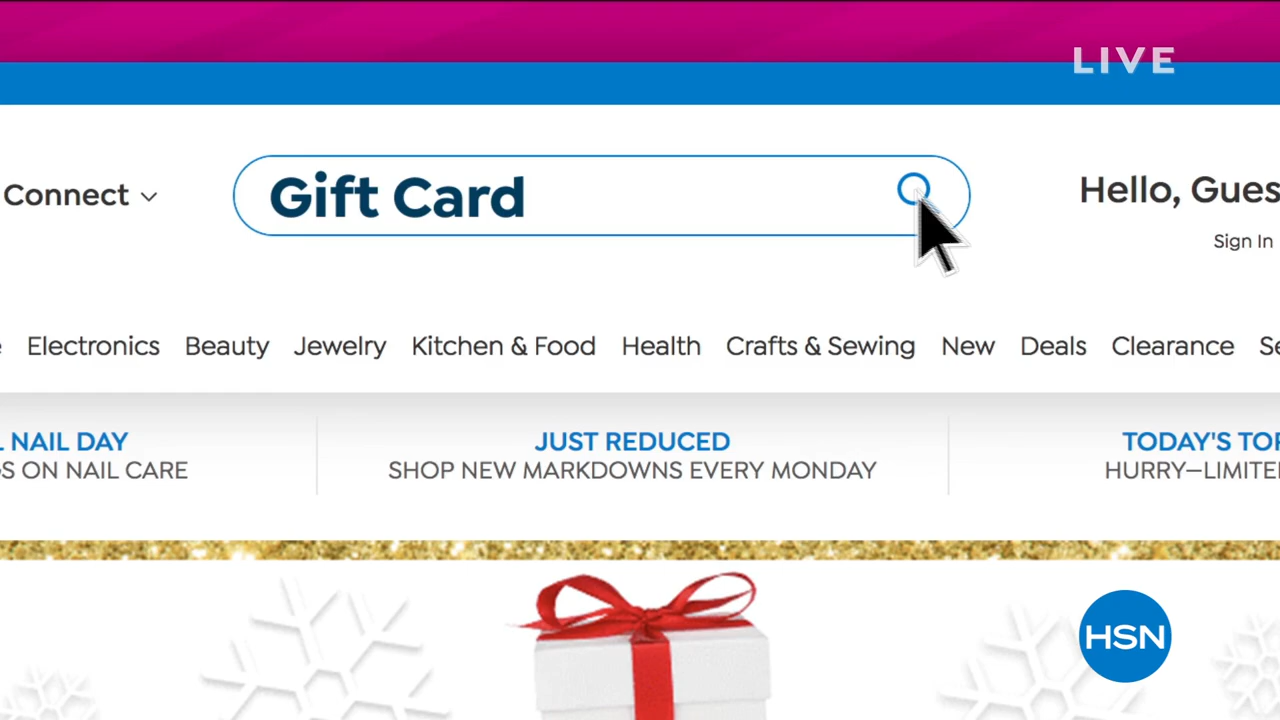 LIVE
Connect
Gift Card
Hello, Gues
Sign In
Electronics Beauty Jewelry Kitchen & Food Health Crafts & Sewing New Deals Clearance
NAIL DAY
ON NAIL CARE
JUST REDUCED
SHOP NEW MARKDOWNS EVERY MONDAY
TODAY'S TO
HURRY—LIMITE
HSN